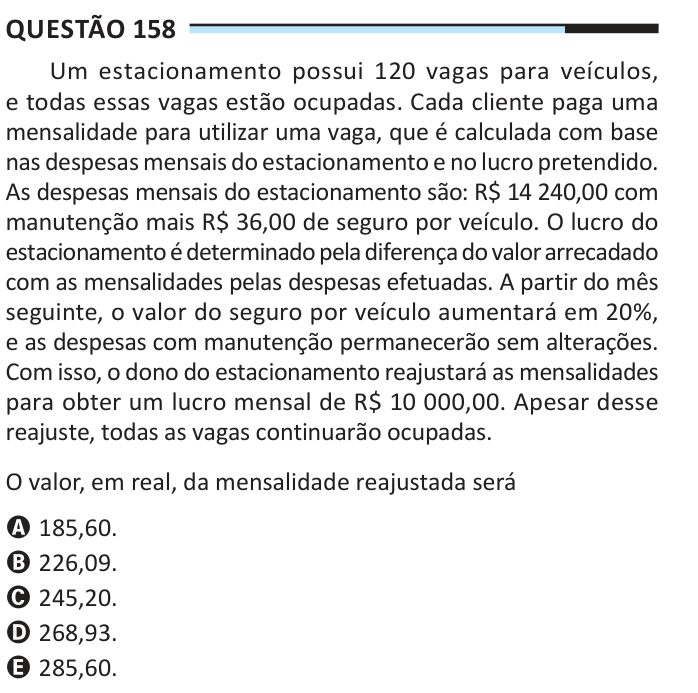 QUESTÃO 158
Um estacionamento possui 120 vagas para veículos,
e todas essas vagas estão ocupadas. Cada cliente paga uma
mensalidade para utilizar uma vaga, que é calculada com base
nas despesas mensais do estacionamento e no lucro pretendido.
As despesas mensais do estacionamento são: R$ 14 240,00 com
manutenção mais R$ 36,00 de seguro por veículo. O lucro do
estacionamento é determinado pela diferença do valor arrecadado
com as mensalidades pelas despesas efetuadas. A partir do mês
seguinte, o valor do seguro por veículo aumentará em 20%,
e as despesas com manutenção permanecerão sem alterações.
Com isso, o dono do estacionamento reajustará as mensalidades
para obter um lucro mensal de R$ 10 000,00. Apesar desse
reajuste, todas as vagas continuarão ocupadas.
O valor, em real, da mensalidade reajustada será
A 185,60.
B 226,09.
C 245,20.
D 268,93.
E 285,60.